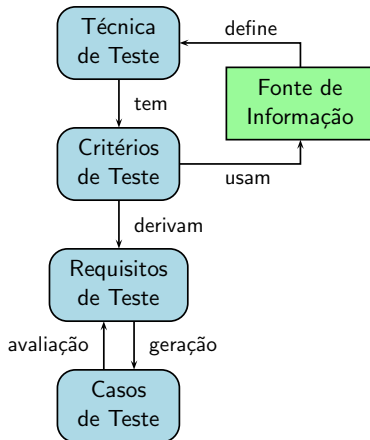 Técnica
de Teste
define
tem
Fonte de
Informação
Critérios
de Teste
usam
derivam
Requisitos
de Teste
avaliação
geração
Casos
de Teste